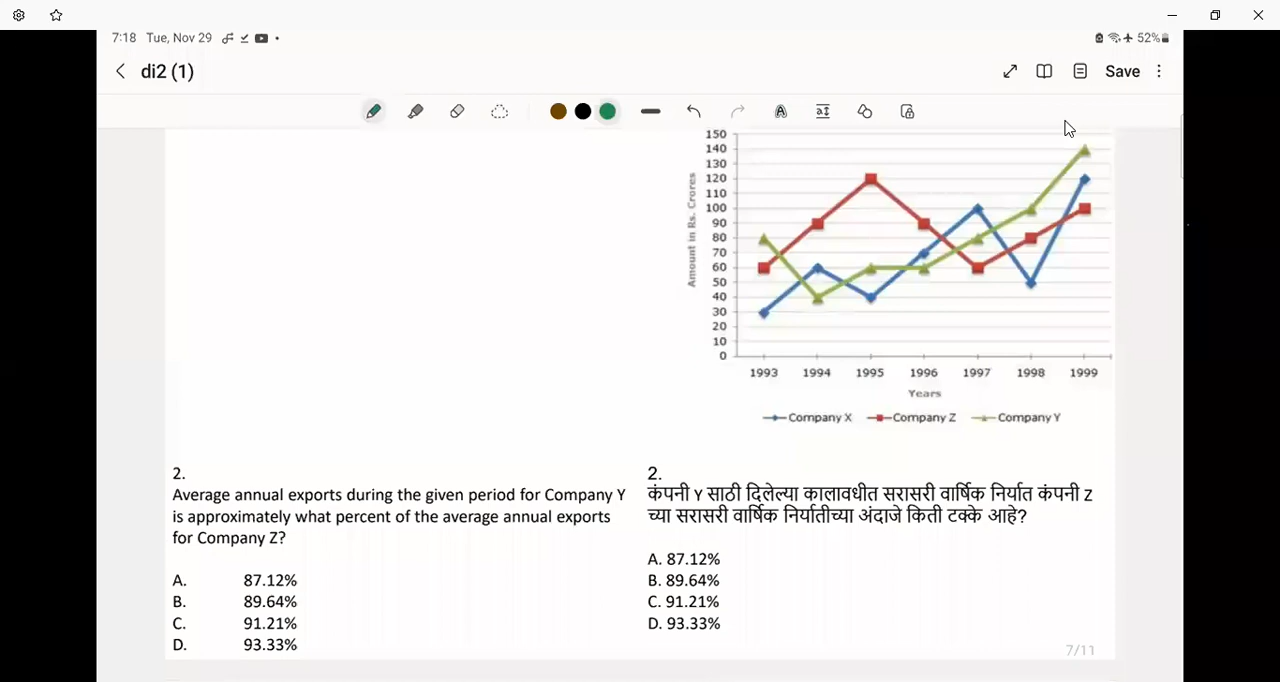 7:18 Tue, Nov 29
52%
di2 (1)
Save
150
140
130
120
110
100
90
80
70
60
50
40
30
20
10
0
Amount in Rs. Crores
1993 1994 1995 1996 1997 1998 1999
Years
Company X Company Z Company Y
2.
Average annual exports during the given period for Company Y
is approximately what percent of the average annual exports
for Company Z?
A. 87.12%
B. 89.64%
C. 91.21%
D. 93.33%
2.
कंपनी Y साठी दिलेल्या कालावधीत सरासरी वार्षिक निर्यात कंपनी Z
च्या सरासरी वार्षिक निर्यातीच्या अंदाजे किती टक्के आहे?
A. 87.12%
B. 89.64%
C. 91.21%
D. 93.33%
7/11